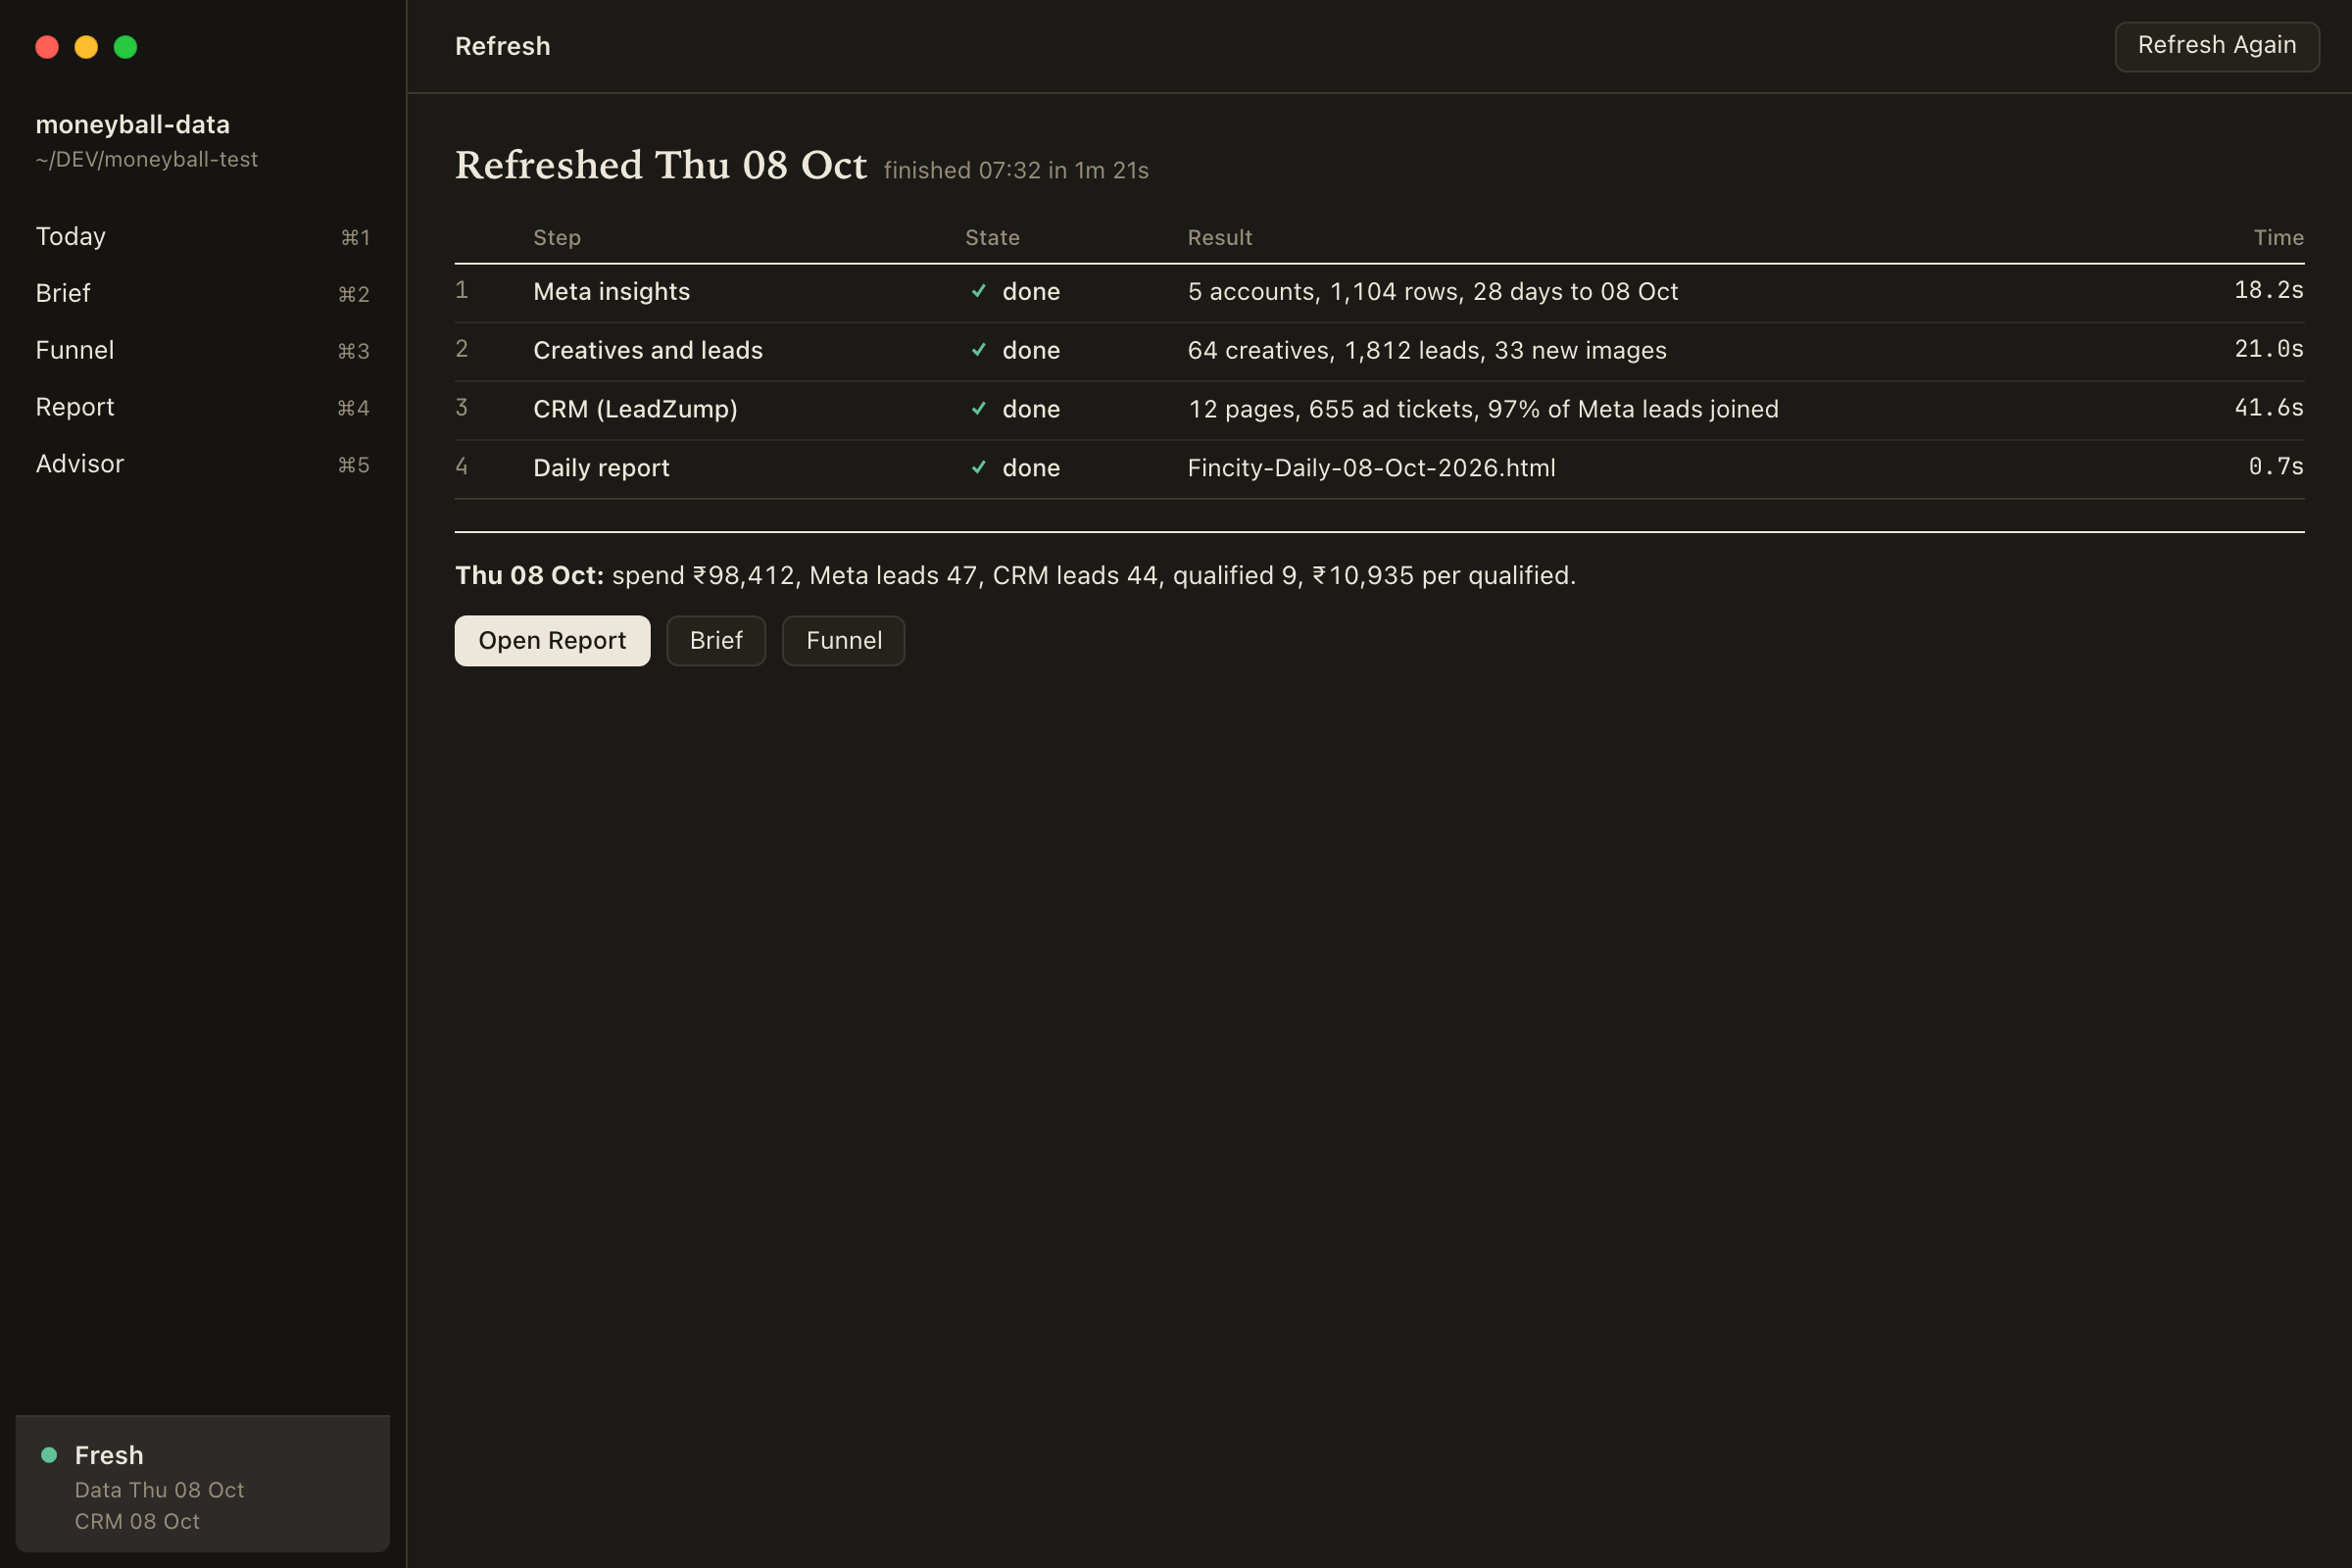 moneyball-data
~/DEV/moneyball-test
Today ⌘1
Brief ⌘2
Funnel ⌘3
Report ⌘4
Advisor ⌘5
Fresh
Data Thu 08 Oct
CRM 08 Oct
Refresh
Refresh Again
Refreshed Thu 08 Oct finished 07:32 in 1m 21s
Step State Result Time
1 Meta insights ✓ done 5 accounts, 1,104 rows, 28 days to 08 Oct 18.2s
2 Creatives and leads ✓ done 64 creatives, 1,812 leads, 33 new images 21.0s
3 CRM (LeadZump) ✓ done 12 pages, 655 ad tickets, 97% of Meta leads joined 41.6s
4 Daily report ✓ done Fincity-Daily-08-Oct-2026.html 0.7s
Thu 08 Oct: spend ₹98,412, Meta leads 47, CRM leads 44, qualified 9, ₹10,935 per qualified.
Open Report Brief Funnel